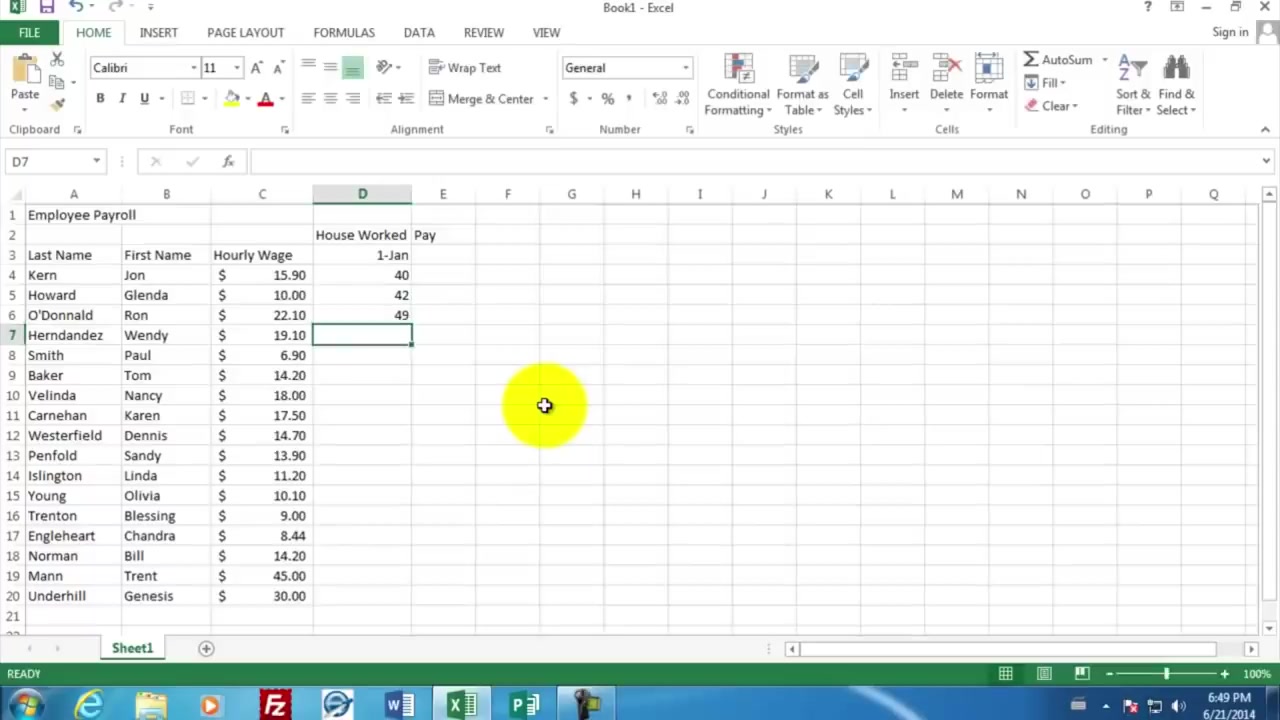 Book1 - Excel
? Sign in
FILE HOME INSERT PAGE LAYOUT FORMULAS DATA REVIEW VIEW
Paste Calibri 11 A A Wrap Text General Conditional Formatting Format as Table Cell Styles Insert Delete Format AutoSum Fill Clear Sort & Filter Find & Select
B I U A Merge & Center $ % , .0 .00
Clipboard Font Alignment Number Styles Cells Editing
D7 fx
A B C D E F G H I J K L M N O P Q
1 Employee Payroll
2 House Worked Pay
3 Last Name First Name Hourly Wage 1-Jan
4 Kern Jon $ 15.90 40
5 Howard Glenda $ 10.00 42
6 O'Donnald Ron $ 22.10 49
7 Herndandez Wendy $ 19.10
8 Smith Paul $ 6.90
9 Baker Tom $ 14.20
10 Velinda Nancy $ 18.00
11 Carnehan Karen $ 17.50
12 Westerfield Dennis $ 14.70
13 Penfold Sandy $ 13.90
14 Islington Linda $ 11.20
15 Young Olivia $ 10.10
16 Trenton Blessing $ 9.00
17 Engleheart Chandra $ 8.44
18 Norman Bill $ 14.20
19 Mann Trent $ 45.00
20 Underhill Genesis $ 30.00
21
Sheet1
READY 100%
6:49 PM
6/21/2014